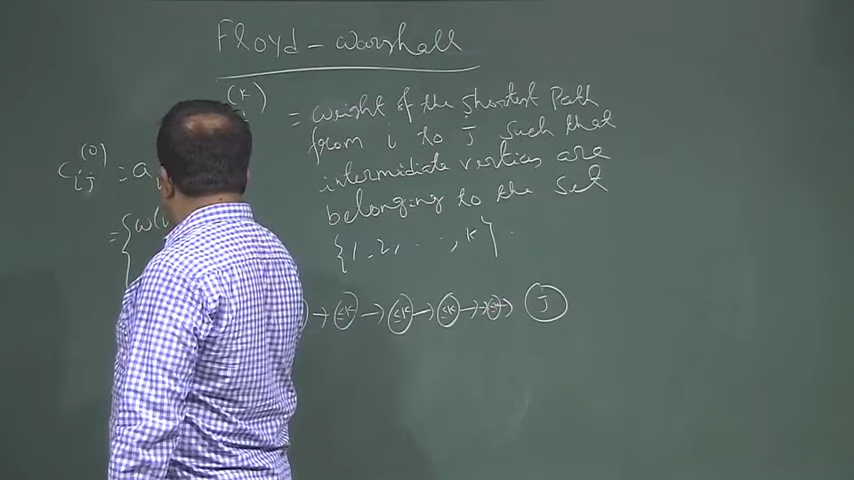 Floyd - Warshall
(k)
= weight of the shortest Path
from i to J such that
intermediate vertices are
belonging to the set
{1, 2, . . . , k}.
C_{ij}^{(0)} = a
= { w(
→ (≤k) → (≤k) → (≤k) → → (J)